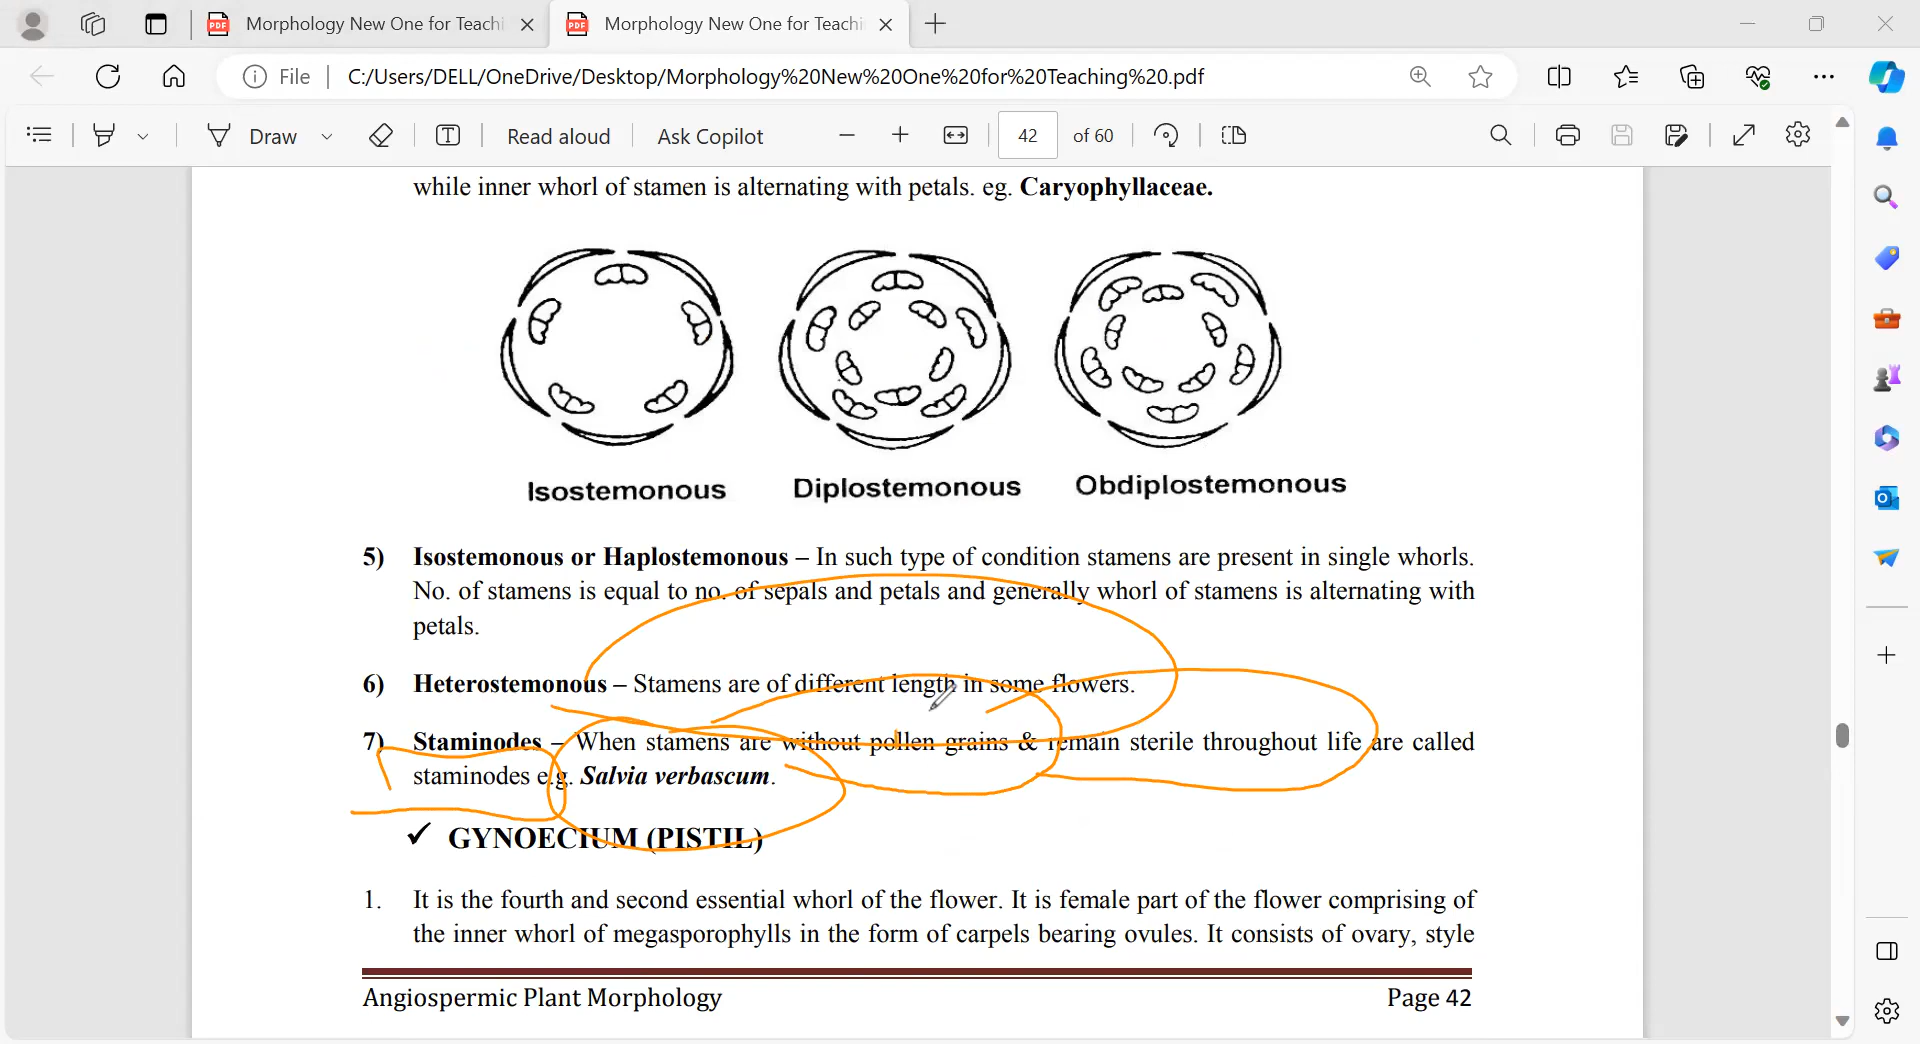 Morphology New One for Teachi
Morphology New One for Teachi
File
C:/Users/DELL/OneDrive/Desktop/Morphology%20New%20One%20for%20Teaching%20.pdf
Draw
Read aloud
Ask Copilot
42
of 60
while inner whorl of stamen is alternating with petals. eg. Caryophyllaceae.
Isostemonous
Diplostemonous
Obdiplostemonous
5) Isostemonous or Haplostemonous – In such type of condition stamens are present in single whorls.
No. of stamens is equal to no. of sepals and petals and generally whorl of stamens is alternating with
petals.
6) Heterostemonous – Stamens are of different length in some flowers.
7) Staminodes – When stamens are without pollen grains & remain sterile throughout life are called
staminodes e.g. Salvia verbascum.
✓ GYNOECIUM (PISTIL)
1. It is the fourth and second essential whorl of the flower. It is female part of the flower comprising of
the inner whorl of megasporophylls in the form of carpels bearing ovules. It consists of ovary, style
Angiospermic Plant Morphology
Page 42